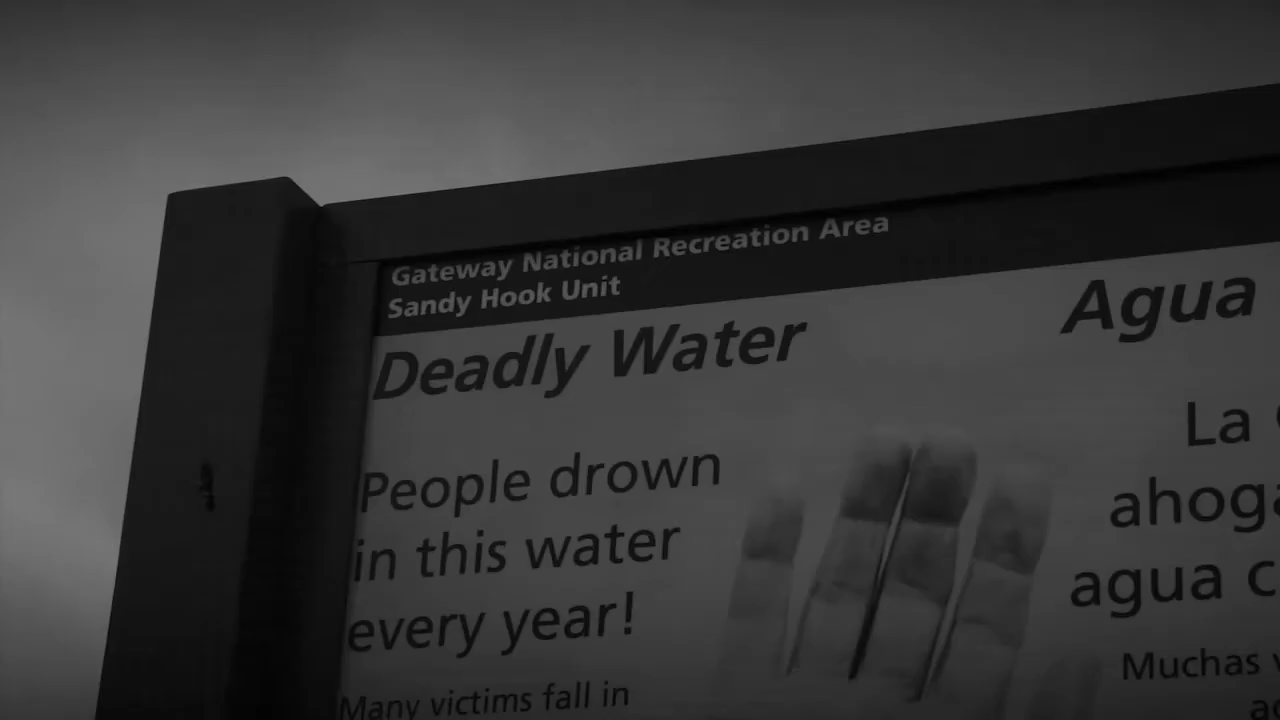 Gateway National Recreation Area
Sandy Hook Unit
Deadly Water
People drown
in this water
every year!
Many victims fall in
Agua
La
agua
Muchas